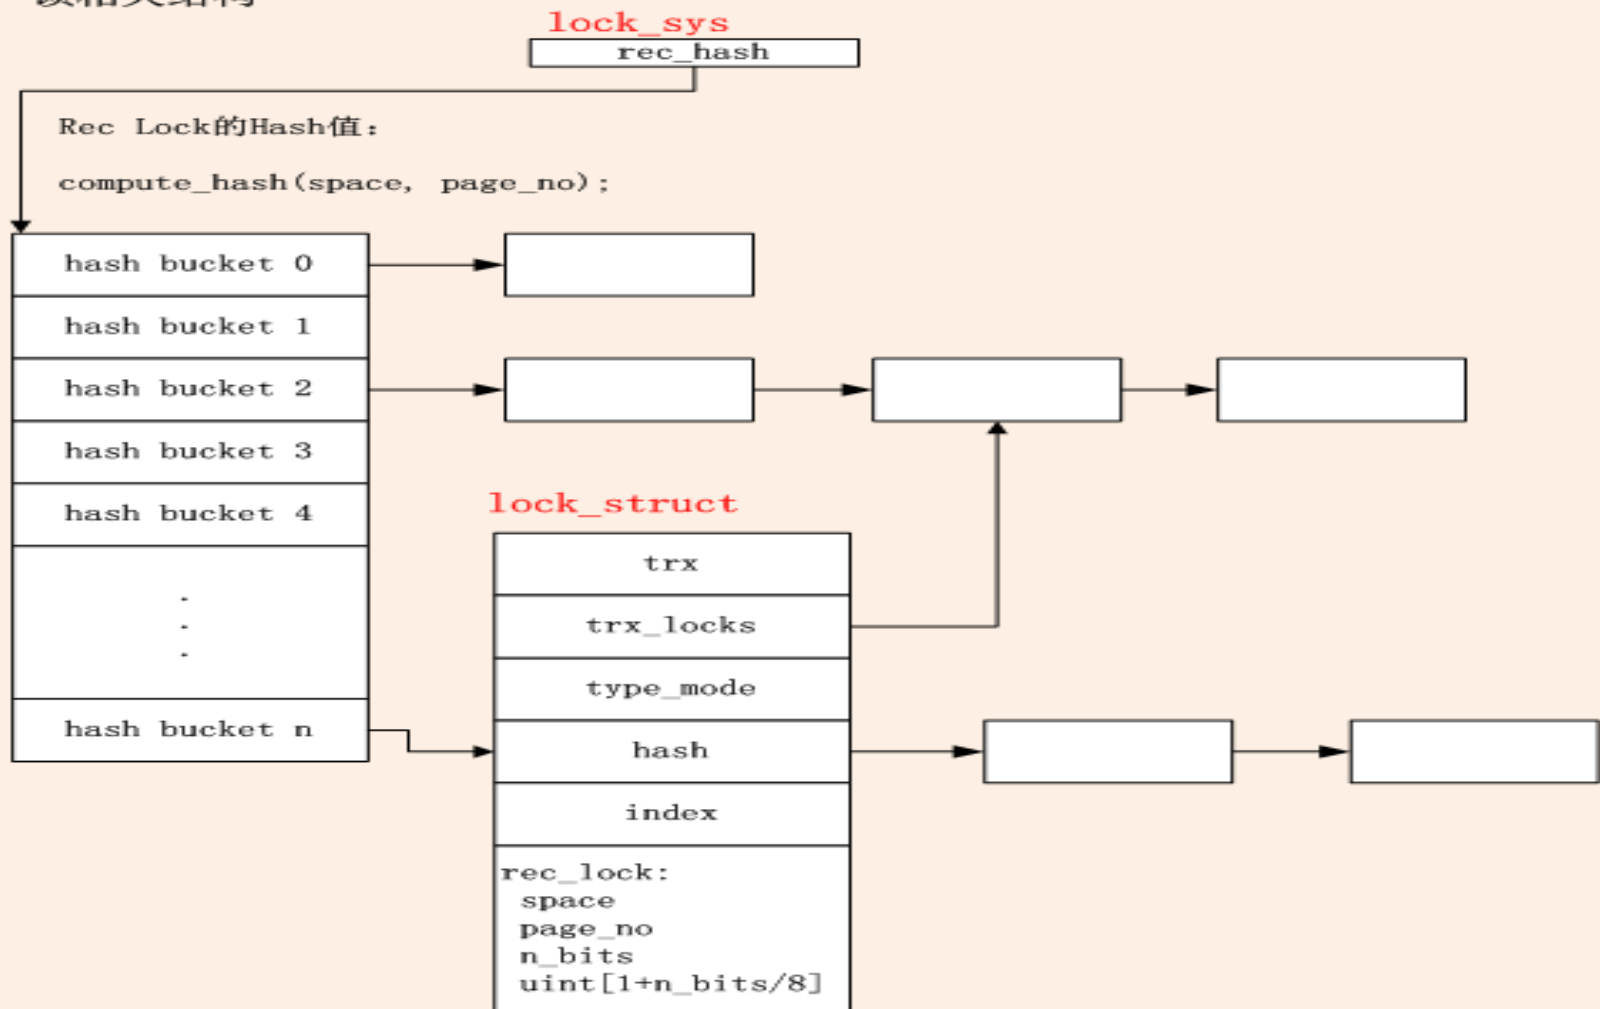 lock_sys
rec_hash
Rec Lock的Hash值：
compute_hash(space, page_no);
hash bucket 0
hash bucket 1
hash bucket 2
hash bucket 3
hash bucket 4
.
.
.
hash bucket n
lock_struct
trx
trx_locks
type_mode
hash
index
rec_lock:
space
page_no
n_bits
uint[1+n_bits/8]